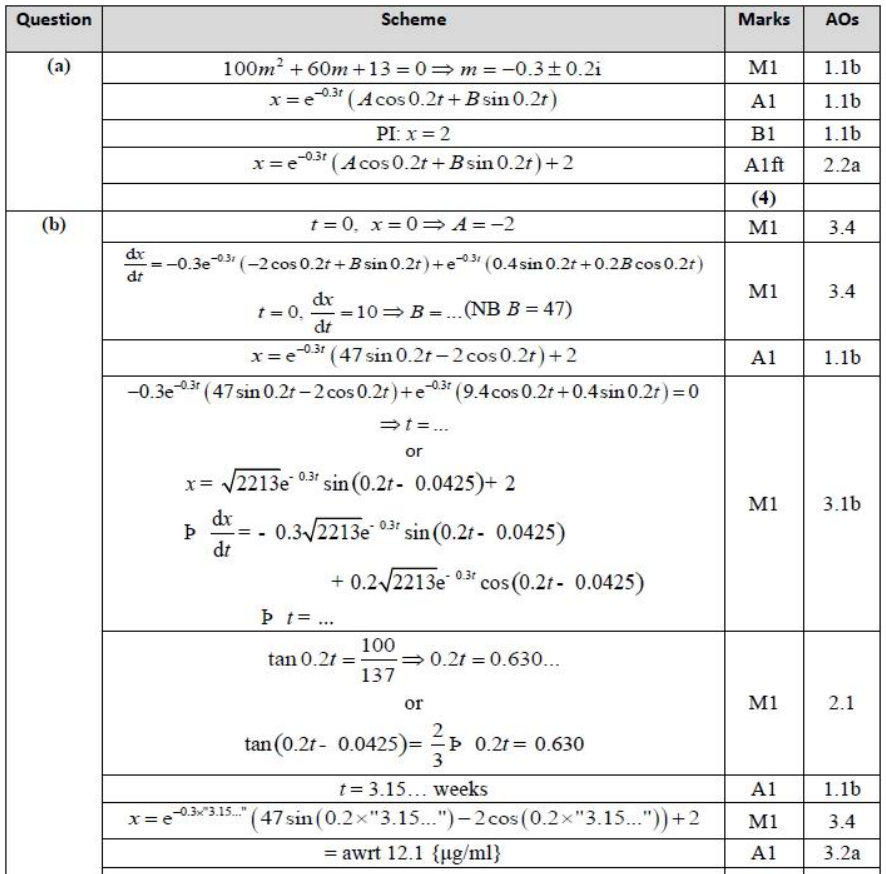 Question Scheme Marks AOs
(a) 100m² + 60m + 13 = 0 ⇒ m = −0.3 ± 0.2i M1 1.1b
x = e^{−0.3t} (A cos 0.2t + B sin 0.2t) A1 1.1b
PI: x = 2 B1 1.1b
x = e^{−0.3t} (A cos 0.2t + B sin 0.2t) + 2 A1ft 2.2a
(4)
(b) t = 0, x = 0 ⇒ A = −2 M1 3.4
dx/dt = −0.3e^{−0.3t} (−2 cos 0.2t + B sin 0.2t) + e^{−0.3t} (0.4 sin 0.2t + 0.2B cos 0.2t)
t = 0, dx/dt = 10 ⇒ B = ... (NB B = 47) M1 3.4
x = e^{−0.3t} (47 sin 0.2t − 2 cos 0.2t) + 2 A1 1.1b
−0.3e^{−0.3t} (47 sin 0.2t − 2 cos 0.2t) + e^{−0.3t} (9.4 cos 0.2t + 0.4 sin 0.2t) = 0
⇒ t = ...
or
x = √2213e^{- 0.3t} sin(0.2t - 0.0425)+ 2
Þ dx/dt = - 0.3√2213e^{- 0.3t} sin(0.2t - 0.0425)
+ 0.2√2213e^{- 0.3t} cos(0.2t - 0.0425)
Þ t = ... M1 3.1b
tan 0.2t = 100/137 ⇒ 0.2t = 0.630...
or
tan(0.2t - 0.0425)= 2/3 Þ 0.2t = 0.630 M1 2.1
t = 3.15... weeks A1 1.1b
x = e^{−0.3×"3.15..."} (47 sin(0.2×"3.15...") − 2 cos(0.2×"3.15...")) + 2 M1 3.4
= awrt 12.1 {µg/ml} A1 3.2a